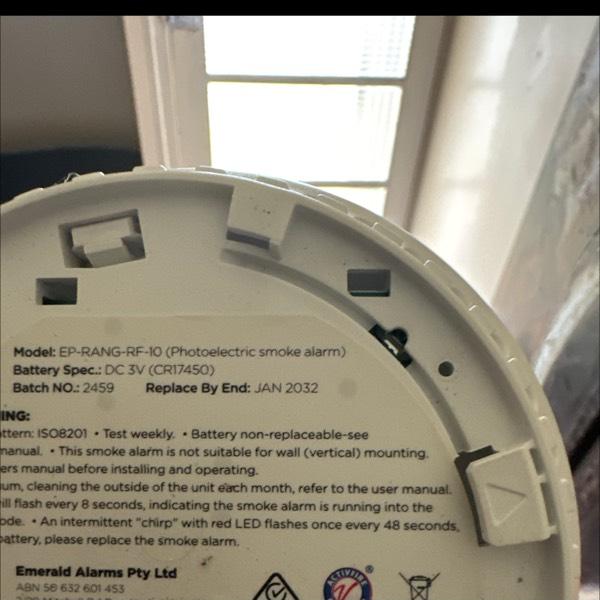 Model: EP-RANG-RF-10 (Photoelectric smoke alarm)
Battery Spec.: DC 3V (CR17450)
Batch NO.: 2459 Replace By End: JAN 2032
ING:
ttern: ISO8201 • Test weekly. • Battery non-replaceable-see
manual. • This smoke alarm is not suitable for wall (vertical) mounting.
ers manual before installing and operating.
um, cleaning the outside of the unit each month, refer to the user manual.
ill flash every 8 seconds, indicating the smoke alarm is running into the
ode. • An intermittent "chirp" with red LED flashes once every 48 seconds,
battery, please replace the smoke alarm.
Emerald Alarms Pty Ltd
ABN 56 632 601 453
ACTIVFIRE ®